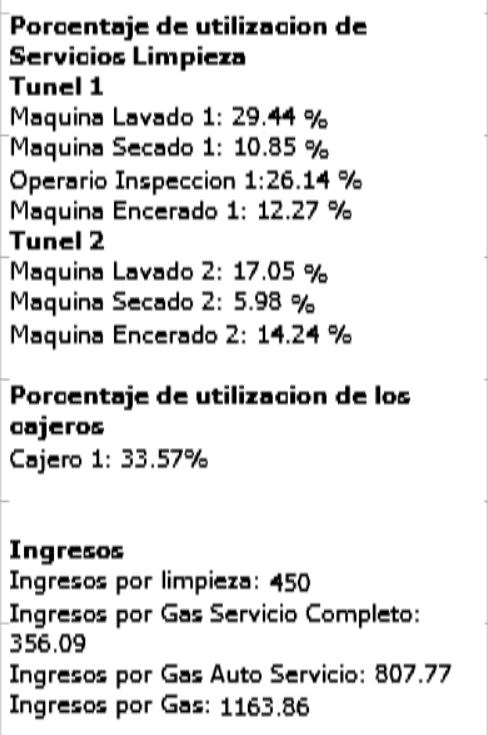 Porcentaje de utilizacion de
Servicios Limpieza
Tunel 1
Maquina Lavado 1: 29.44 %
Maquina Secado 1: 10.85 %
Operario Inspeccion 1:26.14 %
Maquina Encerado 1: 12.27 %
Tunel 2
Maquina Lavado 2: 17.05 %
Maquina Secado 2: 5.98 %
Maquina Encerado 2: 14.24 %
Porcentaje de utilizacion de los
cajeros
Cajero 1: 33.57%
Ingresos
Ingresos por limpieza: 450
Ingresos por Gas Servicio Completo:
356.09
Ingresos por Gas Auto Servicio: 807.77
Ingresos por Gas: 1163.86